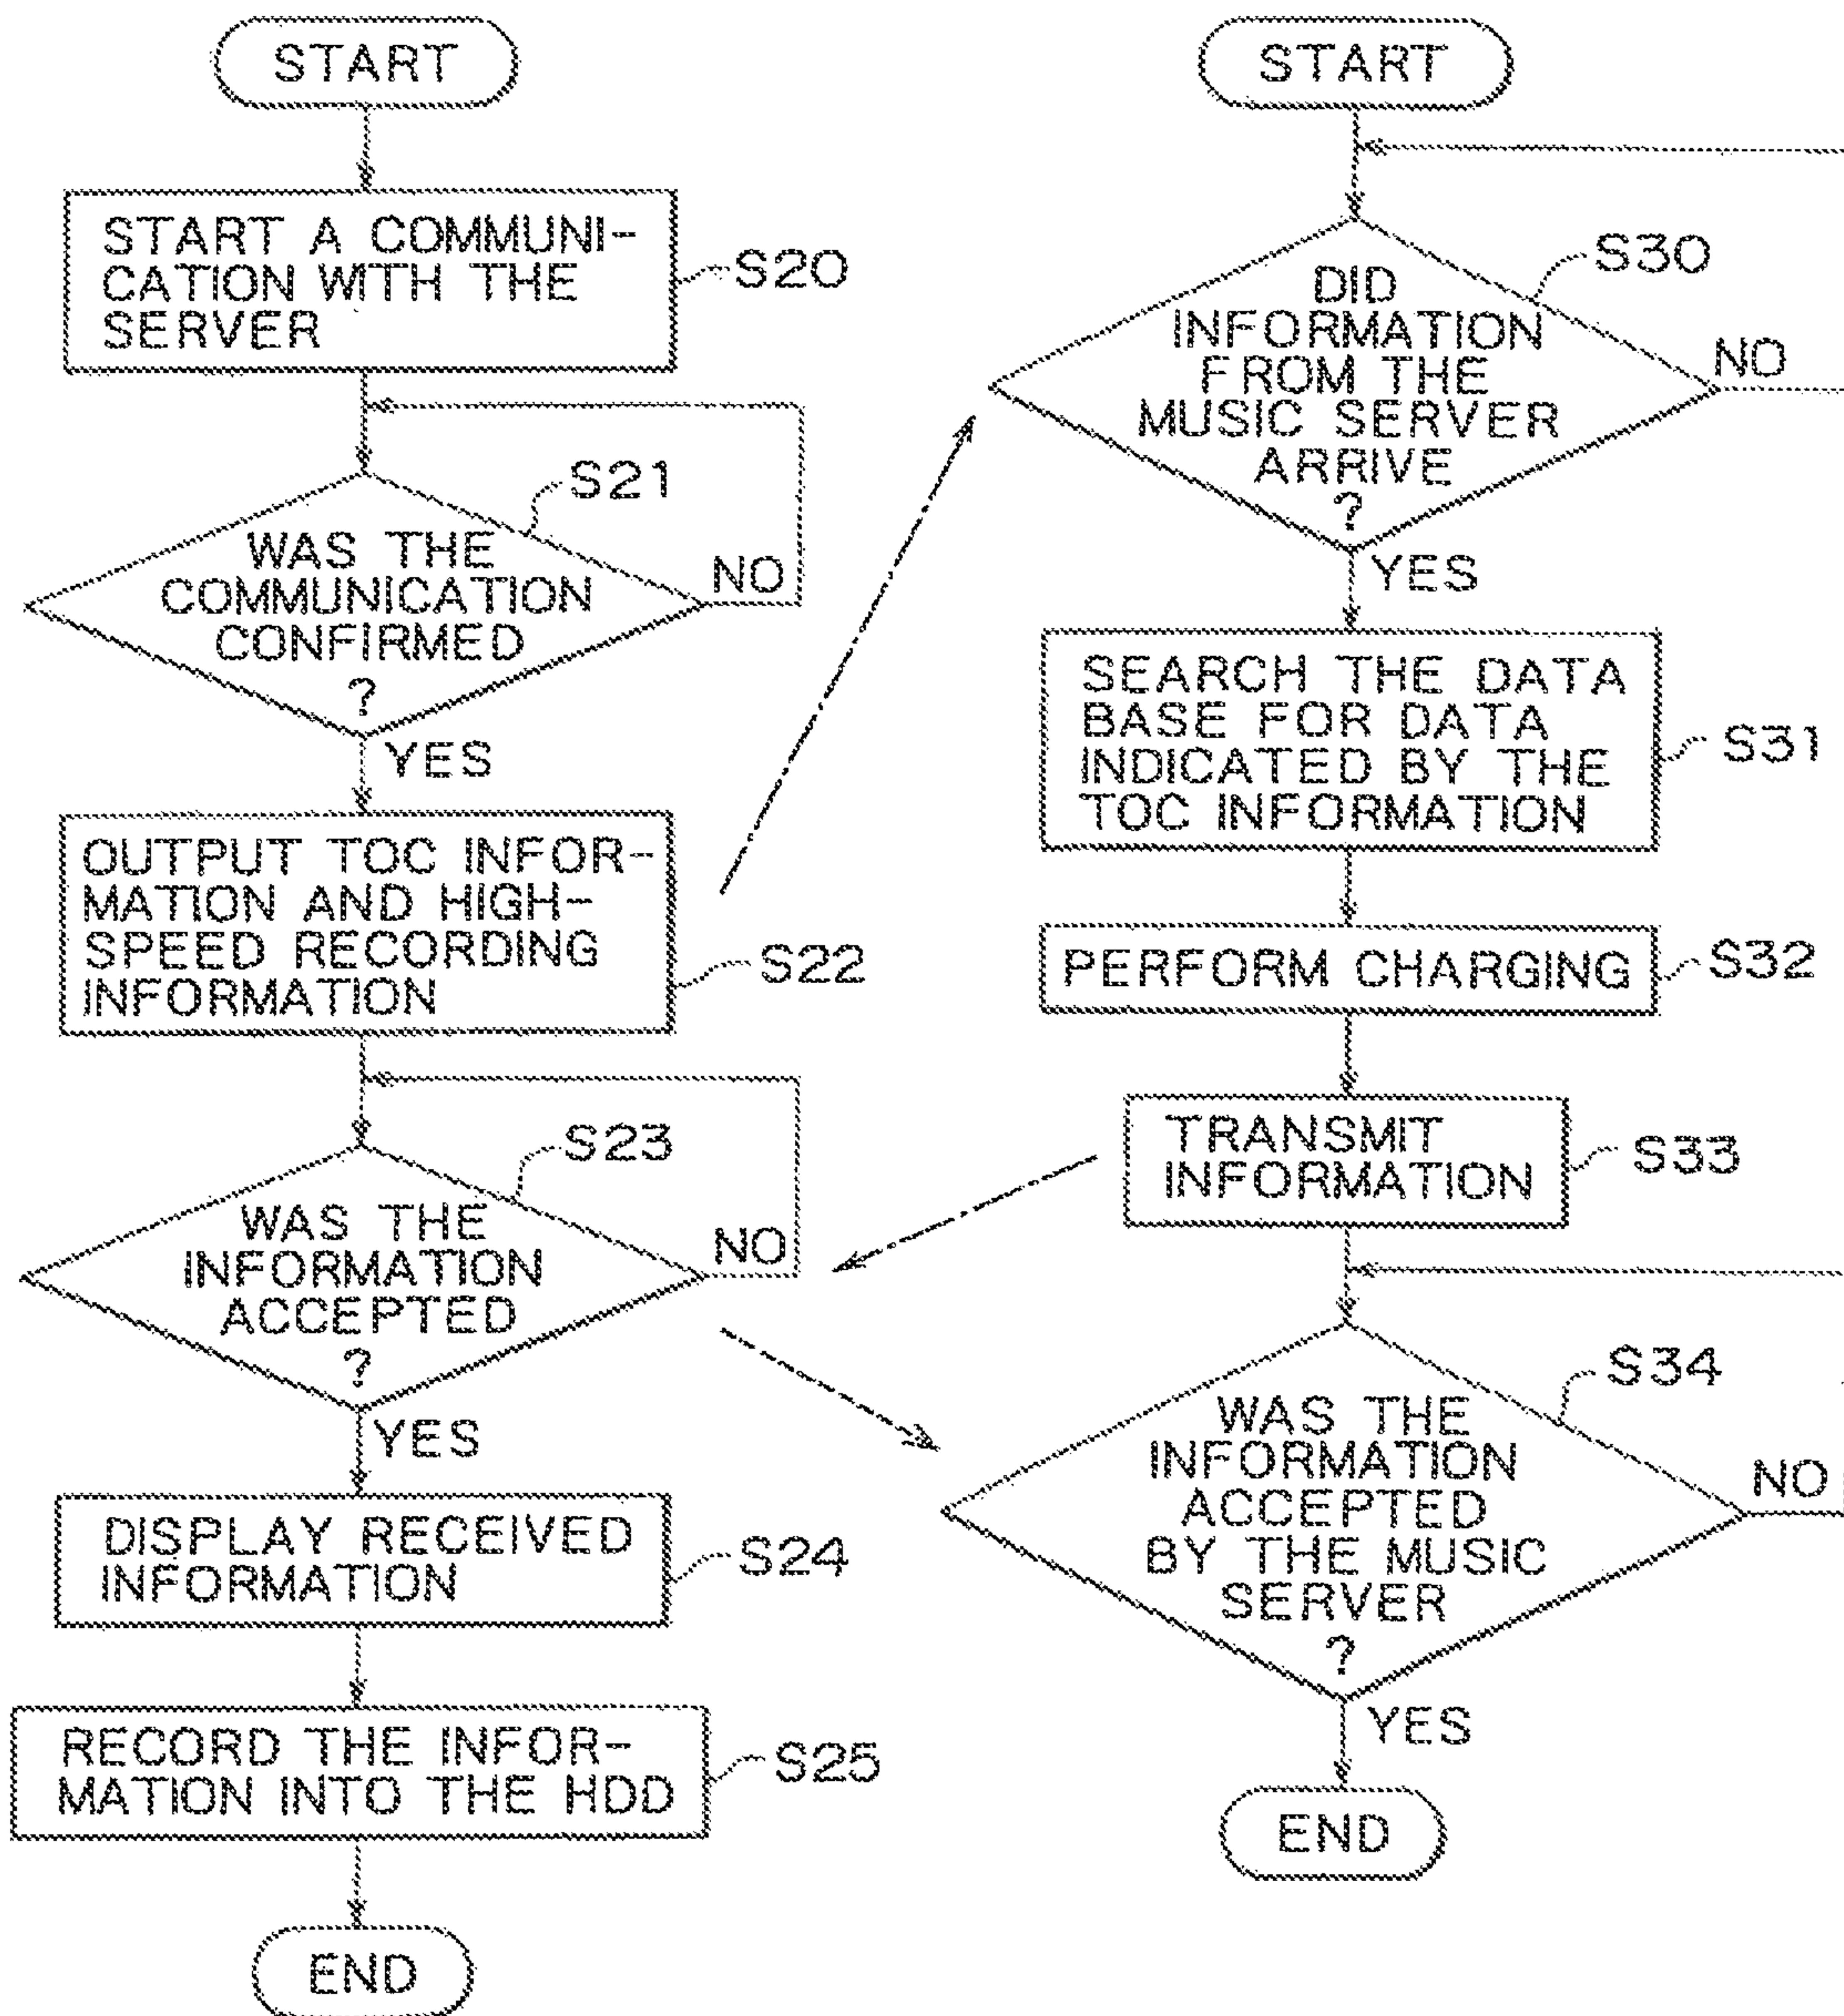 START
START A COMMUNI-
CATION WITH THE
SERVER
S20
S21
WAS THE
COMMUNICATION
CONFIRMED
?
NO
YES
OUTPUT TOC INFOR-
MATION AND HIGH-
SPEED RECORDING
INFORMATION
S22
S23
WAS THE
INFORMATION
ACCEPTED
?
NO
YES
DISPLAY RECEIVED
INFORMATION
S24
RECORD THE INFOR-
MATION INTO THE HDD
S25
END
START
S30
DID
INFORMATION
FROM THE
MUSIC SERVER
ARRIVE
?
NO
YES
SEARCH THE DATA
BASE FOR DATA
INDICATED BY THE
TOC INFORMATION
S31
PERFORM CHARGING
S32
TRANSMIT
INFORMATION
S33
S34
WAS THE
INFORMATION
ACCEPTED
BY THE MUSIC
SERVER
?
NO
YES
END